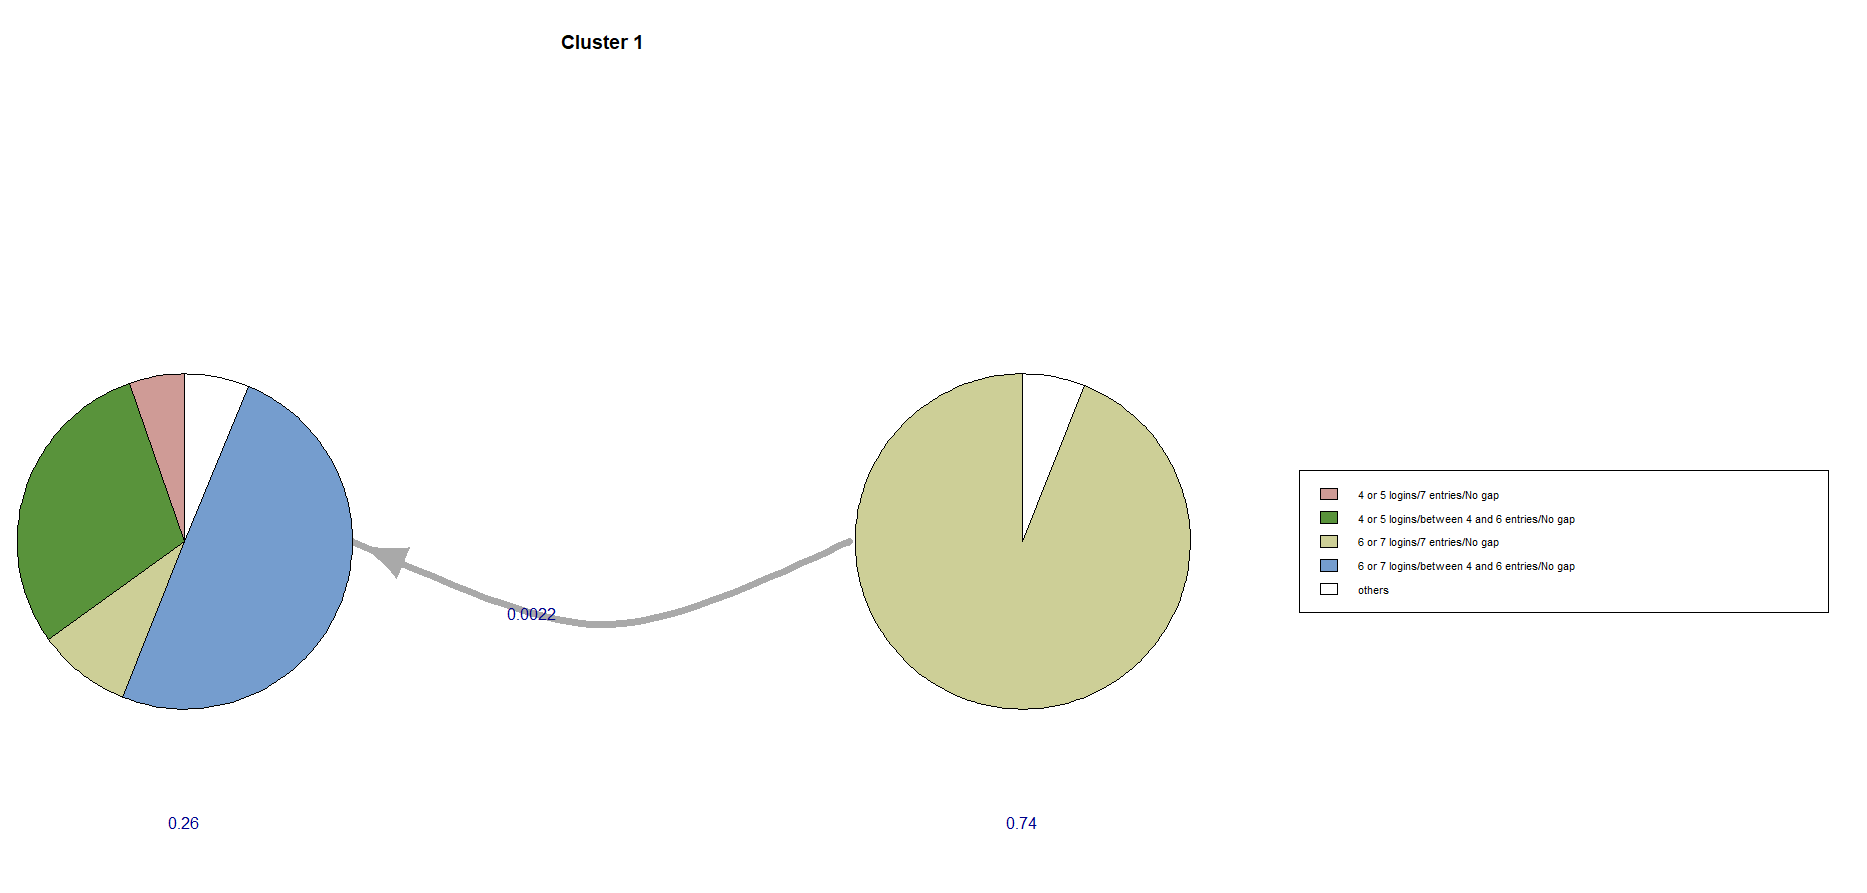 Cluster 1
0.0022
4 or 5 logins/7 entries/No gap
4 or 5 logins/between 4 and 6 entries/No gap
6 or 7 logins/7 entries/No gap
6 or 7 logins/between 4 and 6 entries/No gap
others
0.26
0.74